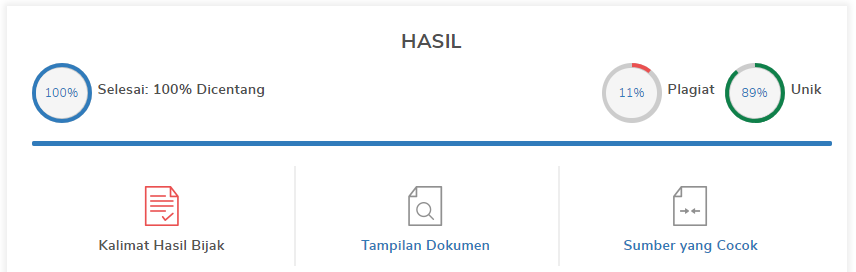 HASIL
100% Selesai: 100% Dicentang 11% Plagiat 89% Unik
Kalimat Hasil Bijak Tampilan Dokumen Sumber yang Cocok